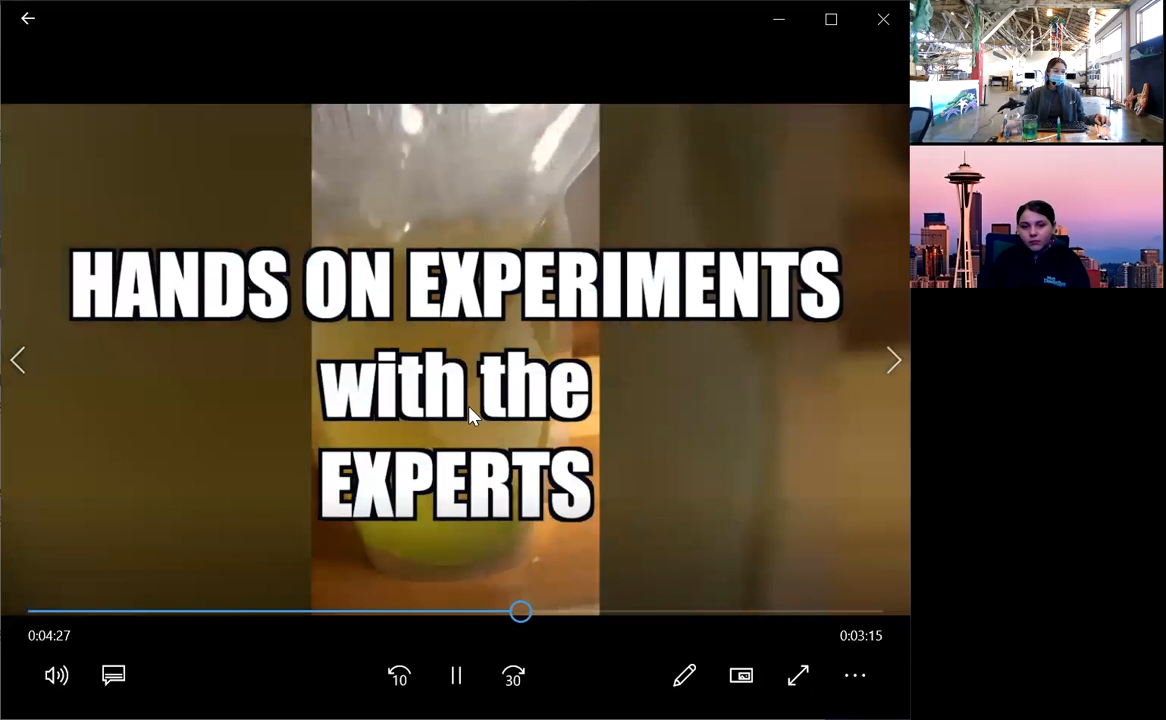 HANDS ON EXPERIMENTS
with the
EXPERTS
0:04:27
0:03:15
10
30